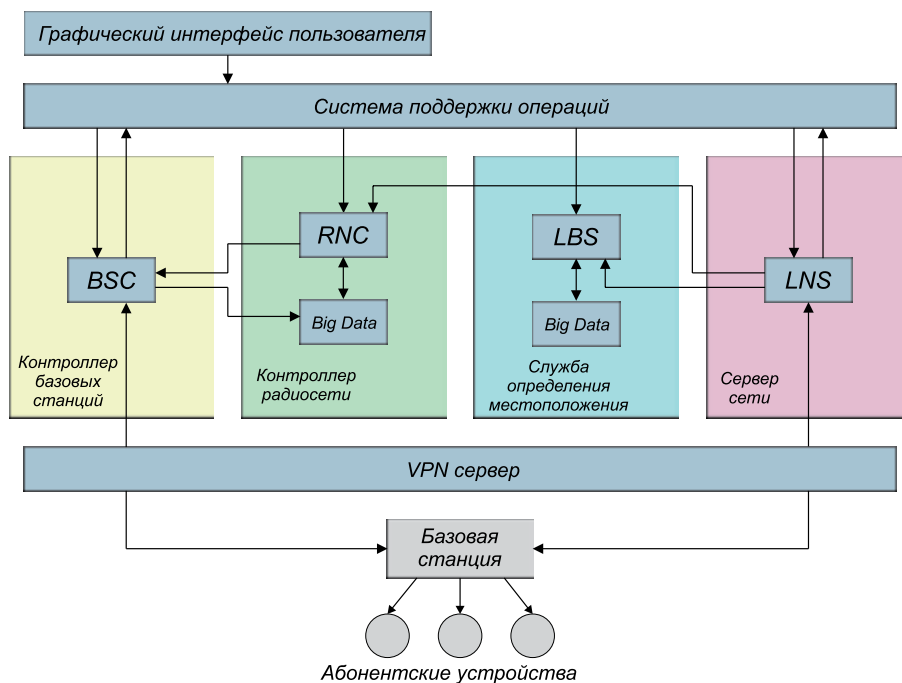 Графический интерфейс пользователя
Система поддержки операций
BSC
Контроллер
базовых
станций
RNC
Big Data
Контроллер
радиосети
LBS
Big Data
Служба
определения
местоположения
LNS
Сервер
сети
VPN сервер
Базовая
станция
Абонентские устройства